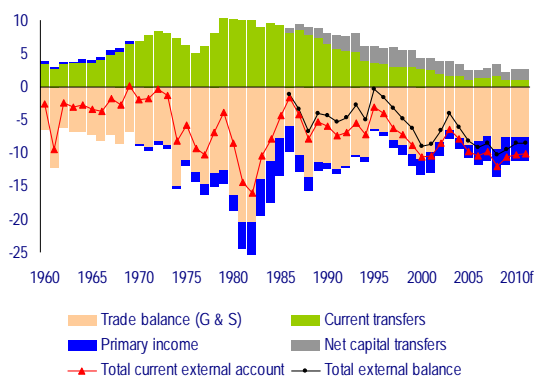 10
5
0
-5
-10
-15
-20
-25
1960 1965 1970 1975 1980 1985 1990 1995 2000 2005 2010f
Trade balance (G & S) Current transfers
Primary income Net capital transfers
Total current external account Total external balance